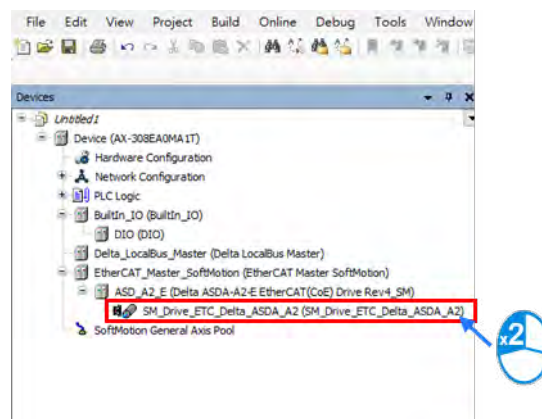 File Edit View Project Build Online Debug Tools Window
Devices
Untitled1
Device (AX-308EA0MA1T)
Hardware Configuration
Network Configuration
PLC Logic
BuiltIn_IO (BuiltIn_IO)
DIO (DIO)
Delta_LocalBus_Master (Delta LocalBus Master)
EtherCAT_Master_SoftMotion (EtherCAT Master SoftMotion)
ASD_A2_E (Delta ASDA-A2-E EtherCAT(CoE) Drive Rev4_SM)
SM_Drive_ETC_Delta_ASDA_A2 (SM_Drive_ETC_Delta_ASDA_A2)
SoftMotion General Axis Pool
x2